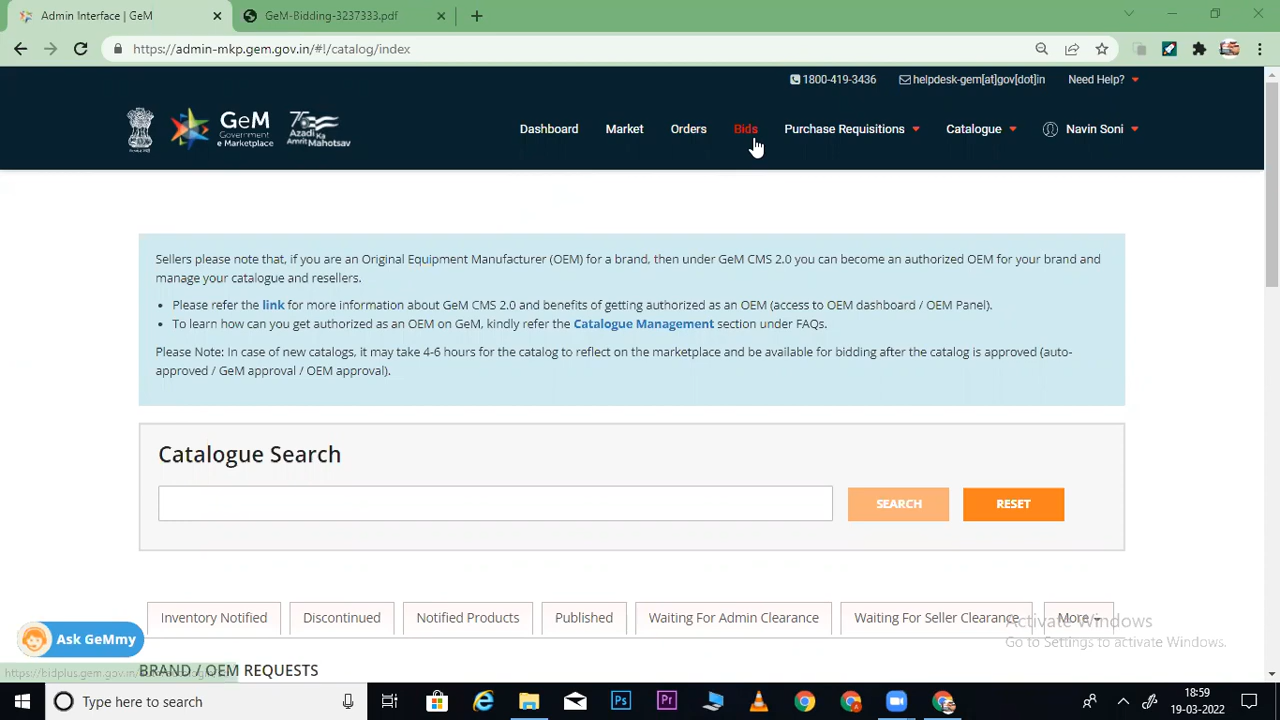 Admin Interface | GeM
GeM-Bidding-3237333.pdf
https://admin-mkp.gem.gov.in/#!/catalog/index
1800-419-3436
helpdesk-gem[at]gov[dot]in
Need Help?
GeM
Government
e Marketplace
75
Azadi Ka
Amrit Mahotsav
Dashboard
Market
Orders
Bids
Purchase Requisitions
Catalogue
Navin Soni
Sellers please note that, if you are an Original Equipment Manufacturer (OEM) for a brand, then under GeM CMS 2.0 you can become an authorized OEM for your brand and
manage your catalogue and resellers.
• Please refer the link for more information about GeM CMS 2.0 and benefits of getting authorized as an OEM (access to OEM dashboard / OEM Panel).
• To learn how can you get authorized as an OEM on GeM, kindly refer the Catalogue Management section under FAQs.
Please Note: In case of new catalogs, it may take 4-6 hours for the catalog to reflect on the marketplace and be available for bidding after the catalog is approved (auto-
approved / GeM approval / OEM approval).
Catalogue Search
SEARCH
RESET
Inventory Notified
Discontinued
Notified Products
Published
Waiting For Admin Clearance
Waiting For Seller Clearance
More
Activate Windows
Go to Settings to activate Windows.
Ask GeMmy
BRAND / OEM REQUESTS
Type here to search
Ps
Pr
18:59
19-03-2022